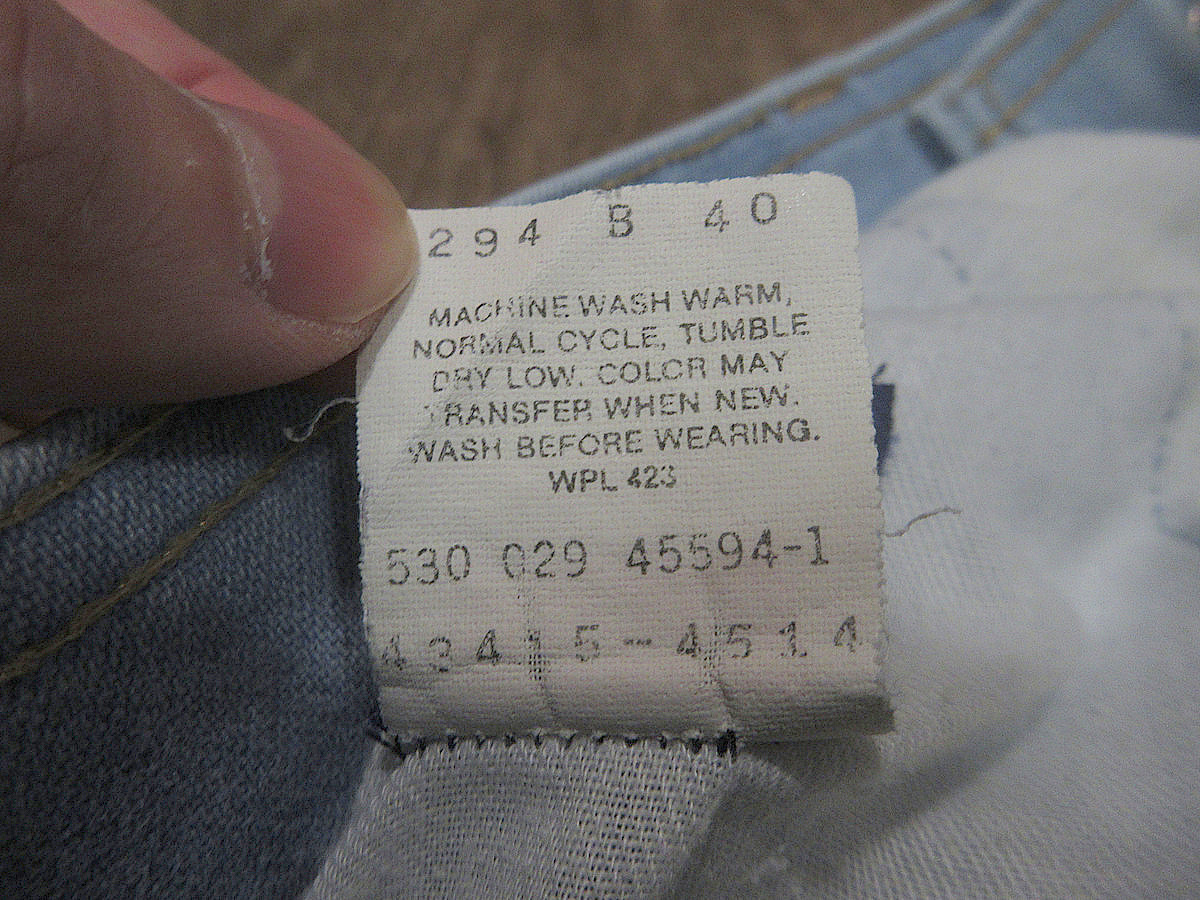 294 B 40
MACHINE WASH WARM,
NORMAL CYCLE, TUMBLE
DRY LOW. COLOR MAY
TRANSFER WHEN NEW.
WASH BEFORE WEARING.
WPL 423
530 029 45594-1
43415-4514